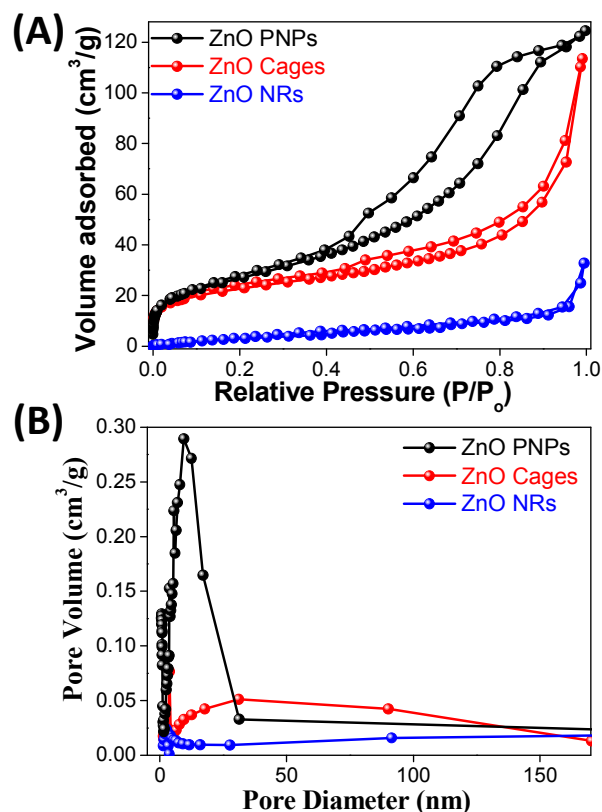 (A)
ZnO PNPs
ZnO Cages
ZnO NRs
Volume adsorbed (cm³/g)
120
100
80
60
40
20
0
0.0 0.2 0.4 0.6 0.8 1.0
Relative Pressure (P/Pₒ)
(B)
ZnO PNPs
ZnO Cages
ZnO NRs
Pore Volume (cm³/g)
0.30
0.25
0.20
0.15
0.10
0.05
0.00
0 50 100 150
Pore Diameter (nm)